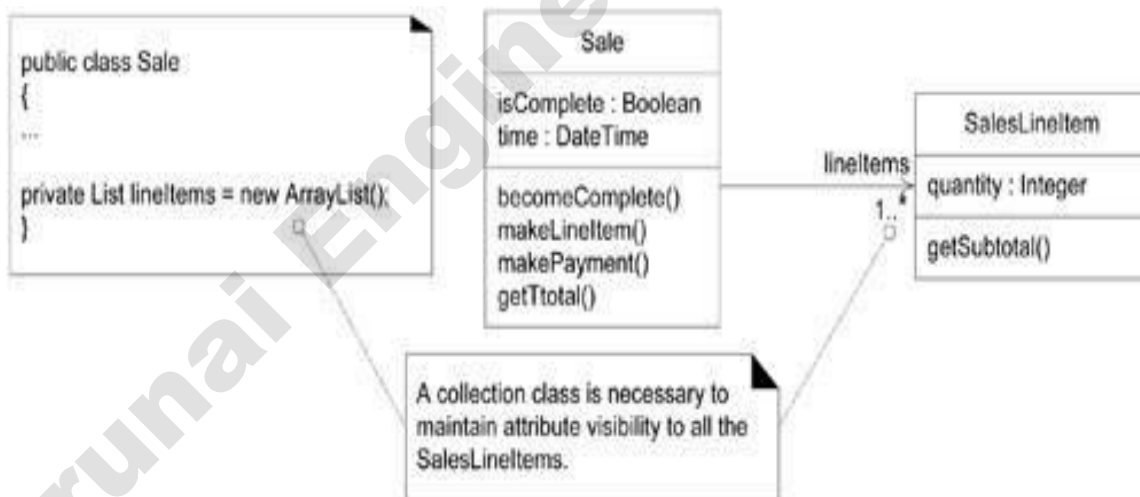 public class Sale
{
...
private List lineItems = new ArrayList();
}
Sale
isComplete : Boolean
time : DateTime
becomeComplete()
makeLineItem()
makePayment()
getTtotal()
lineItems
1..*
SalesLineItem
quantity : Integer
getSubtotal()
A collection class is necessary to
maintain attribute visibility to all the
SalesLineItems.